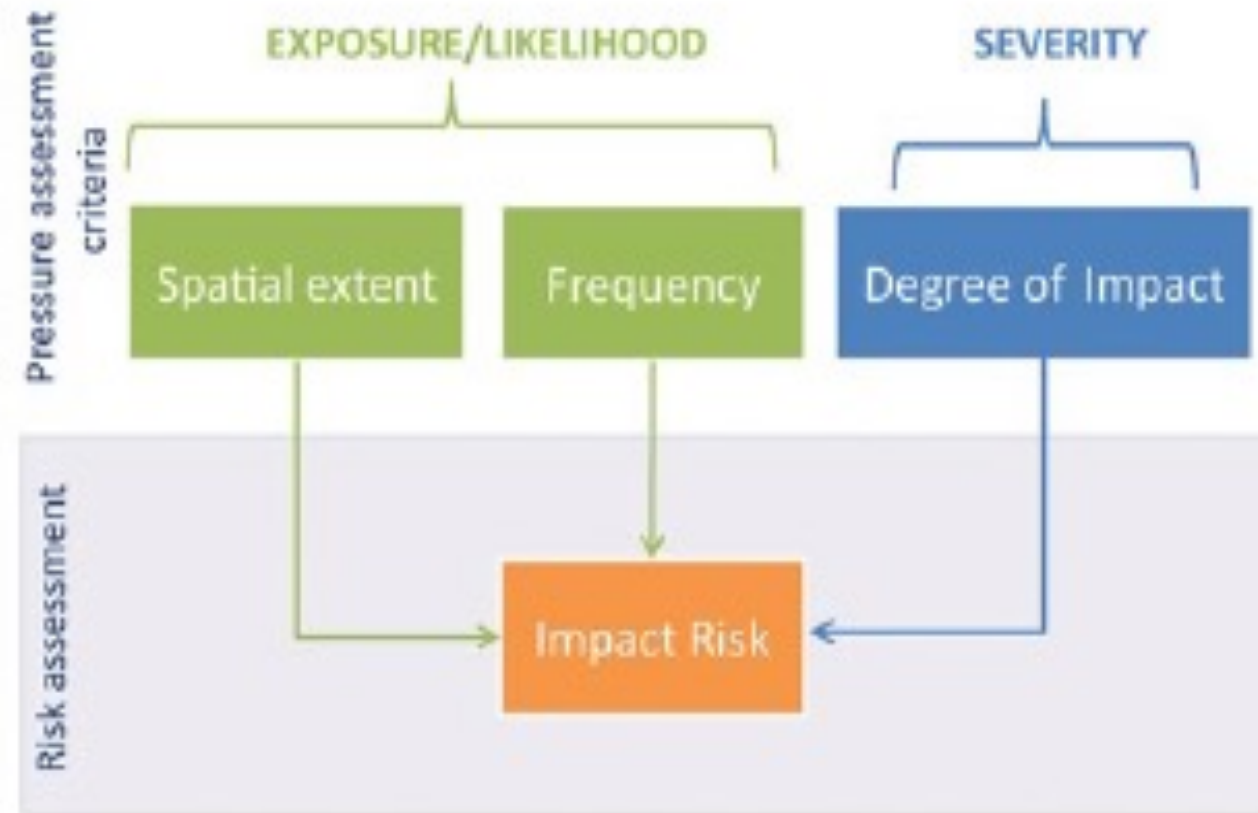 Pressure assessment
criteria
EXPOSURE/LIKELIHOOD
SEVERITY
Spatial extent
Frequency
Degree of Impact
Risk assessment
Impact Risk